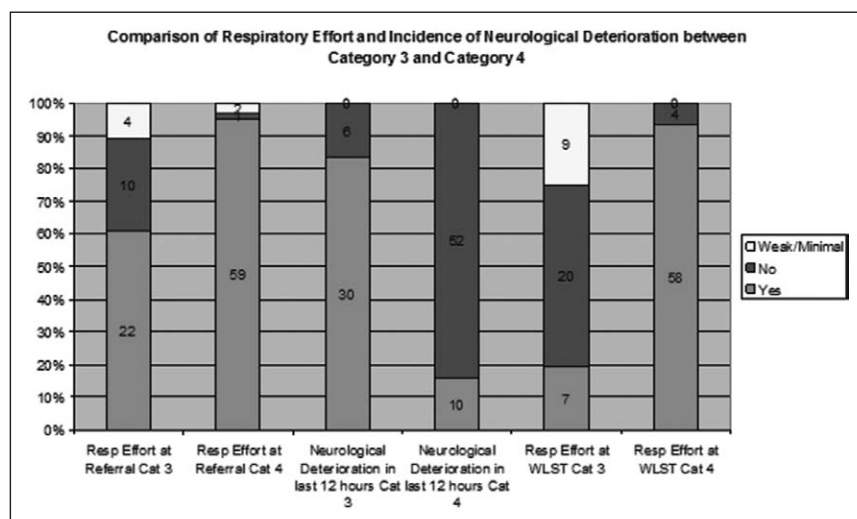 Comparison of Respiratory Effort and Incidence of Neurological Deterioration between
Category 3 and Category 4
100%
90%
80%
70%
60%
50%
40%
30%
20%
10%
0%
4
10
22
2
1
59
0
6
30
0
52
10
9
20
7
0
4
58
Weak/Minimal
No
Yes
Resp Effort at
Referral Cat 3
Resp Effort at
Referral Cat 4
Neurological
Deterioration in
last 12 hours Cat
3
Neurological
Deterioration in
last 12 hours Cat
4
Resp Effort at
WLST Cat 3
Resp Effort at
WLST Cat 4